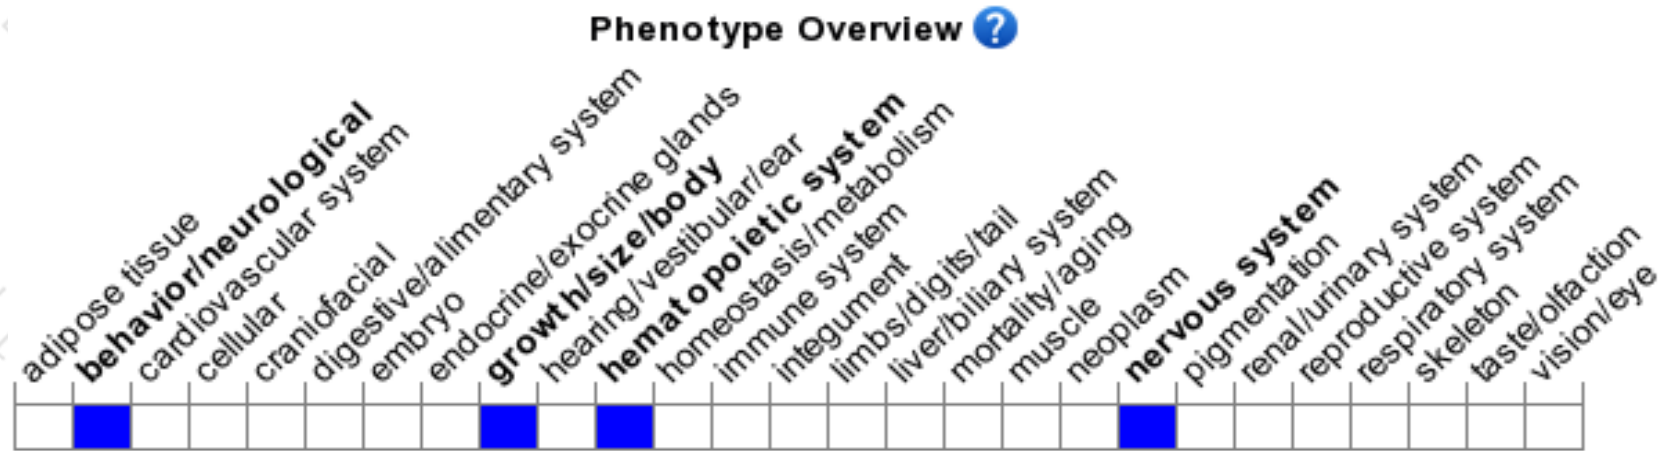 Phenotype Overview ?
adipose tissue
behavior/neurological
cardiovascular system
cellular
craniofacial
digestive/alimentary system
embryo
endocrine/exocrine glands
growth/size/body
hearing/vestibular/ear
hematopoietic system
homeostasis/metabolism
immune system
integument
limbs/digits/tail
liver/biliary system
mortality/aging
muscle
neoplasm
nervous system
pigmentation
renal/urinary system
reproductive system
respiratory system
skeleton
taste/olfaction
vision/eye